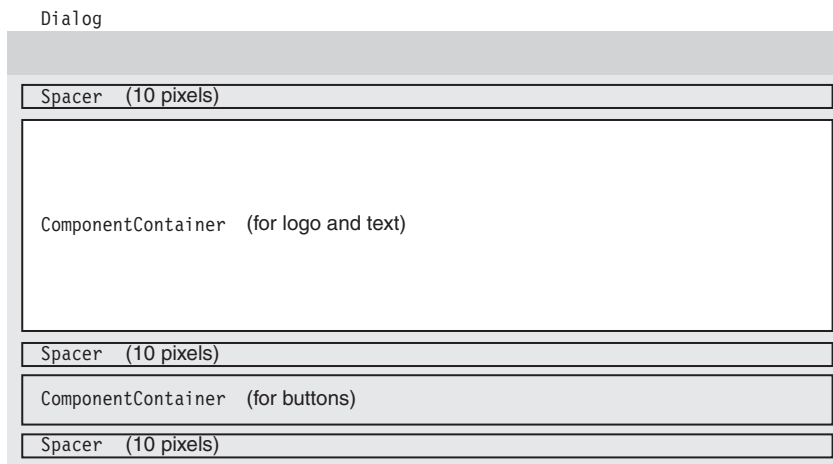 Dialog
Spacer (10 pixels)
ComponentContainer (for logo and text)
Spacer (10 pixels)
ComponentContainer (for buttons)
Spacer (10 pixels)